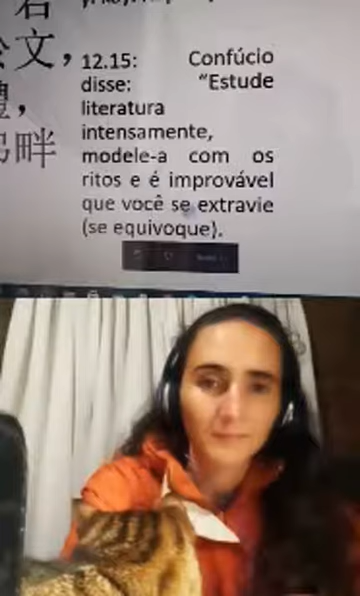 文，
12.15: Confúcio
disse: "Estude
literatura
intensamente,
modele-a com os
ritos e é improvável
que você se extravie
(se equivoque).
畔